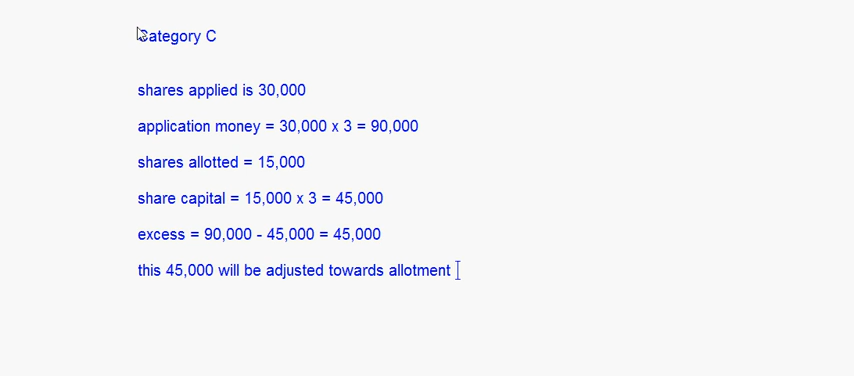 Category C
shares applied is 30,000
application money = 30,000 x 3 = 90,000
shares allotted = 15,000
share capital = 15,000 x 3 = 45,000
excess = 90,000 - 45,000 = 45,000
this 45,000 will be adjusted towards allotment